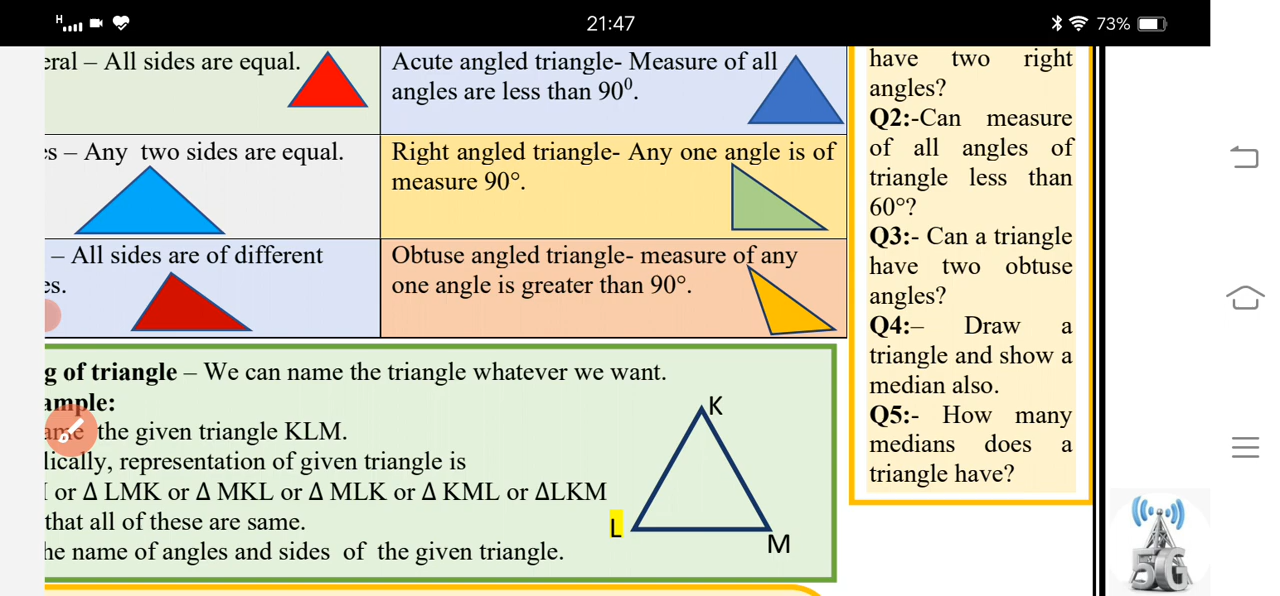 H
21:47
73%
eral – All sides are equal.
Acute angled triangle- Measure of all
angles are less than 90⁰.
es – Any two sides are equal.
Right angled triangle- Any one angle is of
measure 90°.
– All sides are of different
es.
Obtuse angled triangle- measure of any
one angle is greater than 90°.
g of triangle – We can name the triangle whatever we want.
ample:
ame the given triangle KLM.
lically, representation of given triangle is
or Δ LMK or Δ MKL or Δ MLK or Δ KML or ΔLKM
that all of these are same.
he name of angles and sides of the given triangle.
K
L
M
have two right
angles?
Q2:-Can measure
of all angles of
triangle less than
60°?
Q3:- Can a triangle
have two obtuse
angles?
Q4:– Draw a
triangle and show a
median also.
Q5:- How many
medians does a
triangle have?
5G